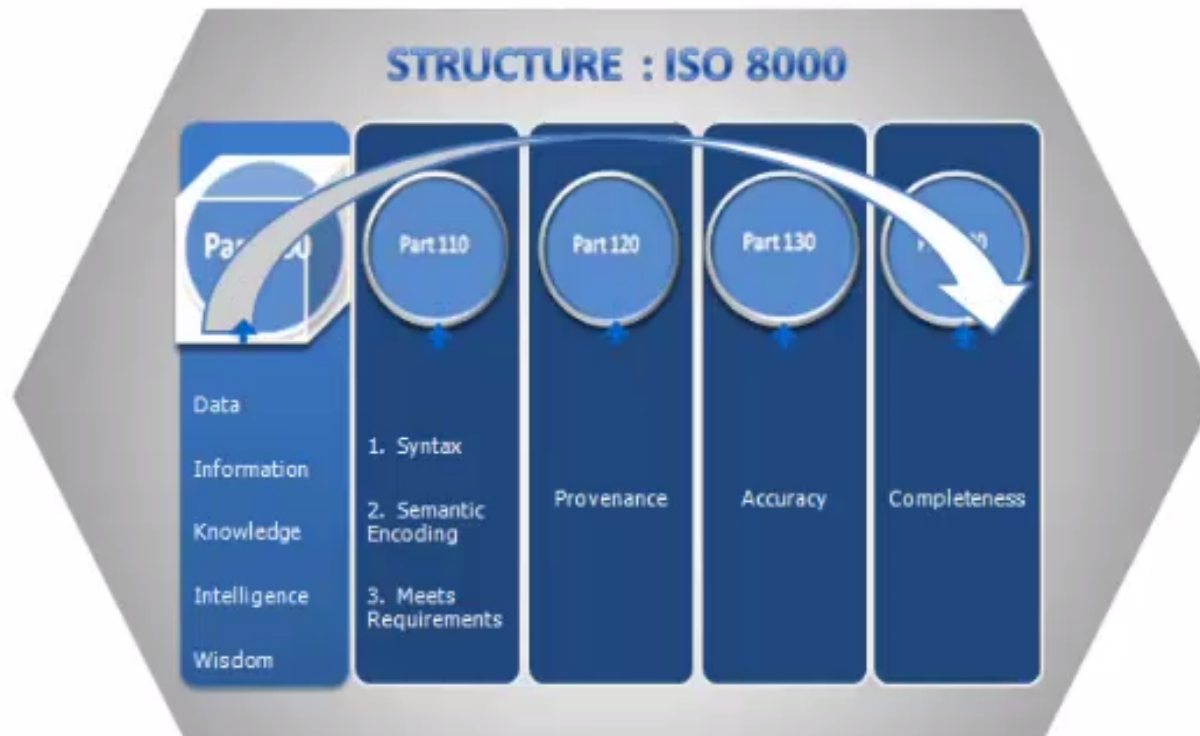 STRUCTURE : ISO 8000
Part 110
Part 120
Part 130
Data
Information
Knowledge
Intelligence
Wisdom
1. Syntax
2. Semantic
Encoding
3. Meets
Requirements
Provenance
Accuracy
Completeness